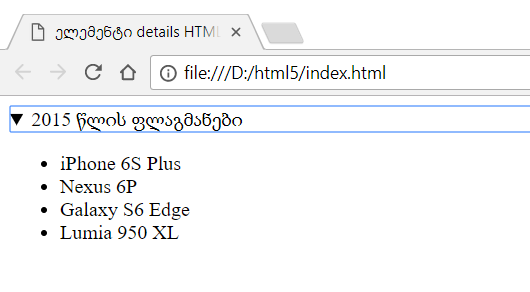 ელემენტი details HTML
file:///D:/html5/index.html
2015 წლის ფლაგმანები
iPhone 6S Plus
Nexus 6P
Galaxy S6 Edge
Lumia 950 XL